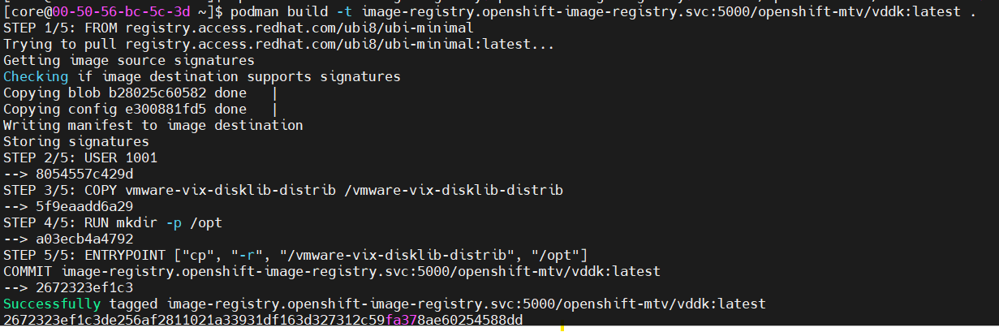 [core@00-50-56-bc-5c-3d ~]$ podman build -t image-registry.openshift-image-registry.svc:5000/openshift-mtv/vddk:latest .
STEP 1/5: FROM registry.access.redhat.com/ubi8/ubi-minimal
Trying to pull registry.access.redhat.com/ubi8/ubi-minimal:latest...
Getting image source signatures
Checking if image destination supports signatures
Copying blob b28025c60582 done   |
Copying config e300881fd5 done   |
Writing manifest to image destination
Storing signatures
STEP 2/5: USER 1001
--> 8054557c429d
STEP 3/5: COPY vmware-vix-disklib-distrib /vmware-vix-disklib-distrib
--> 5f9eaadd6a29
STEP 4/5: RUN mkdir -p /opt
--> a03ecb4a4792
STEP 5/5: ENTRYPOINT ["cp", "-r", "/vmware-vix-disklib-distrib", "/opt"]
COMMIT image-registry.openshift-image-registry.svc:5000/openshift-mtv/vddk:latest
--> 2672323ef1c3
Successfully tagged image-registry.openshift-image-registry.svc:5000/openshift-mtv/vddk:latest
2672323ef1c3de256af2811021a33931df163d327312c59fa378ae60254588dd